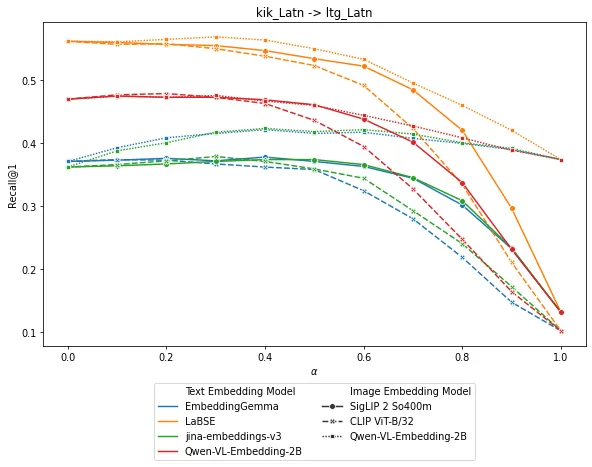 kik_Latn -> ltg_Latn
Recall@1
0.5
0.4
0.3
0.2
0.1
0.0
0.2
0.4
0.6
0.8
1.0
α
Text Embedding Model
EmbeddingGemma
LaBSE
jina-embeddings-v3
Qwen-VL-Embedding-2B
Image Embedding Model
SigLIP 2 So400m
CLIP ViT-B/32
Qwen-VL-Embedding-2B